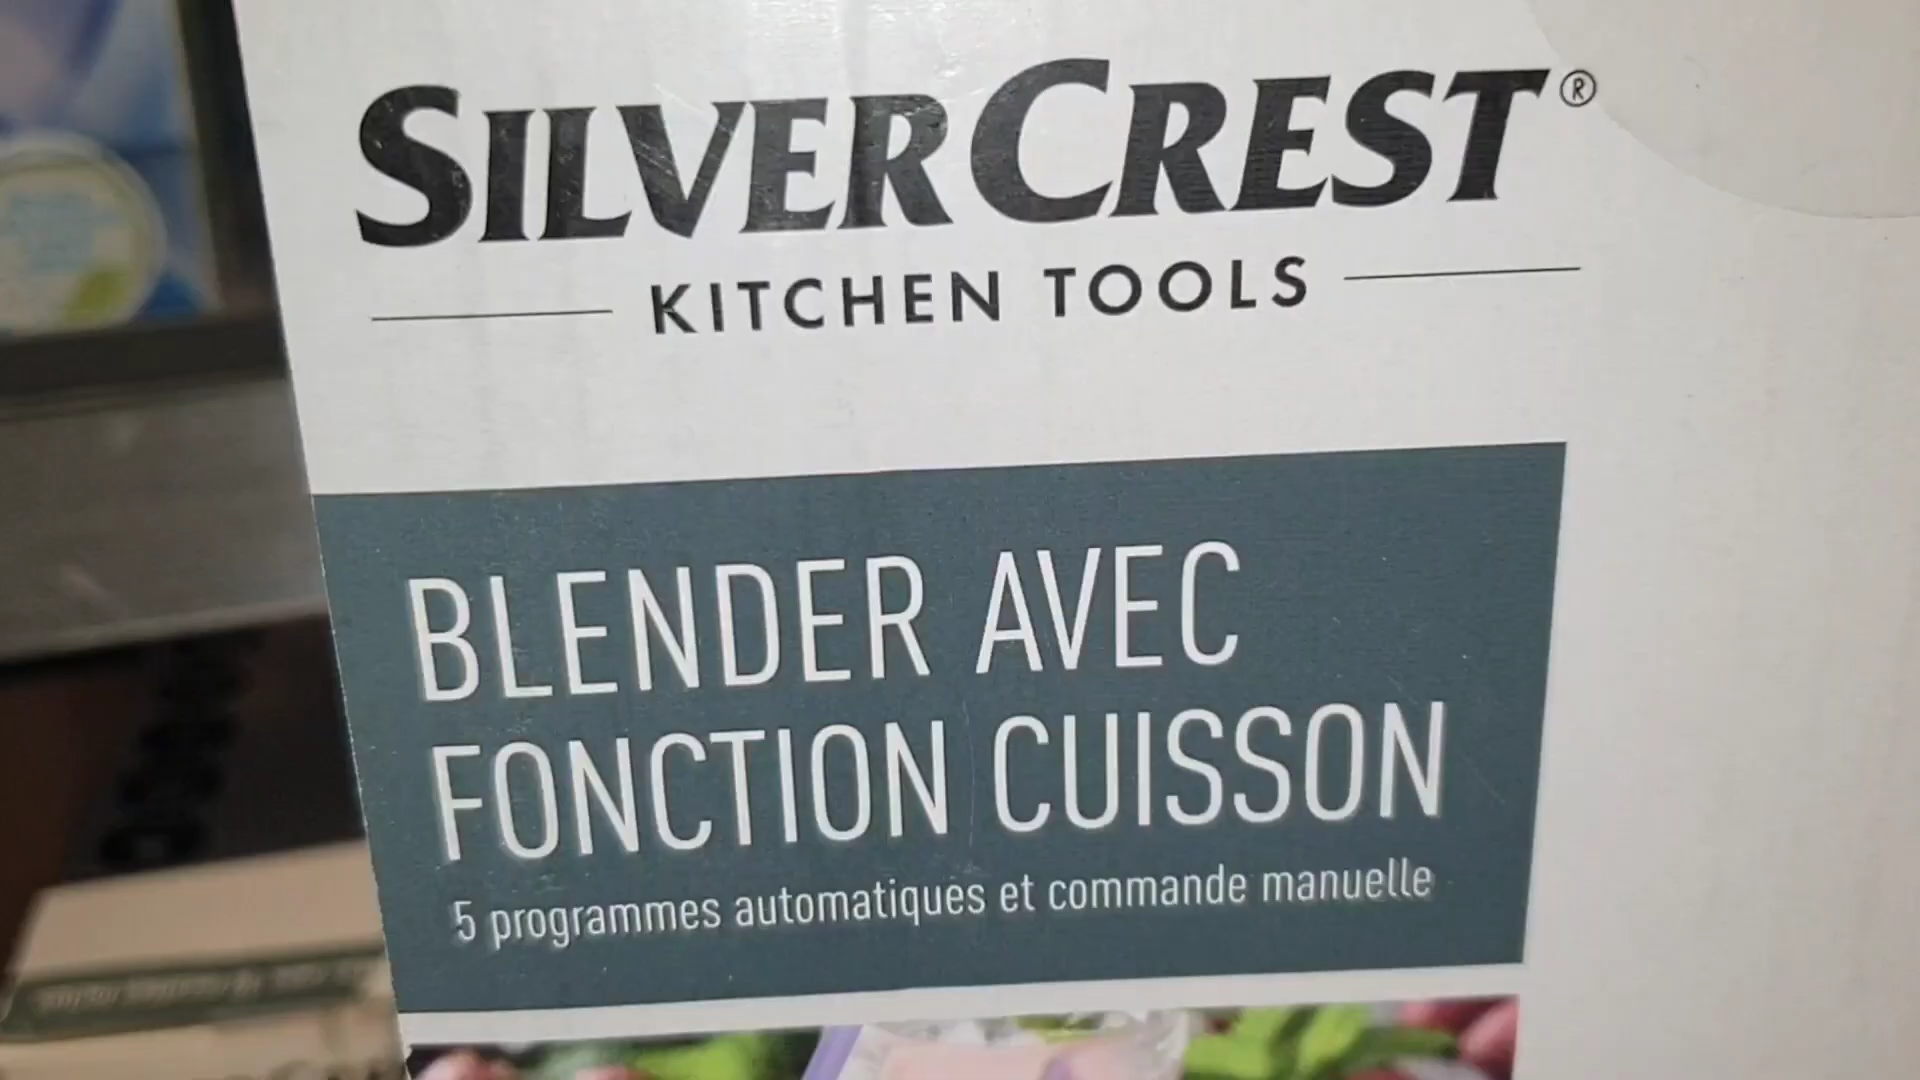 SILVERCREST®
KITCHEN TOOLS
BLENDER AVEC
FONCTION CUISSON
5 programmes automatiques et commande manuelle